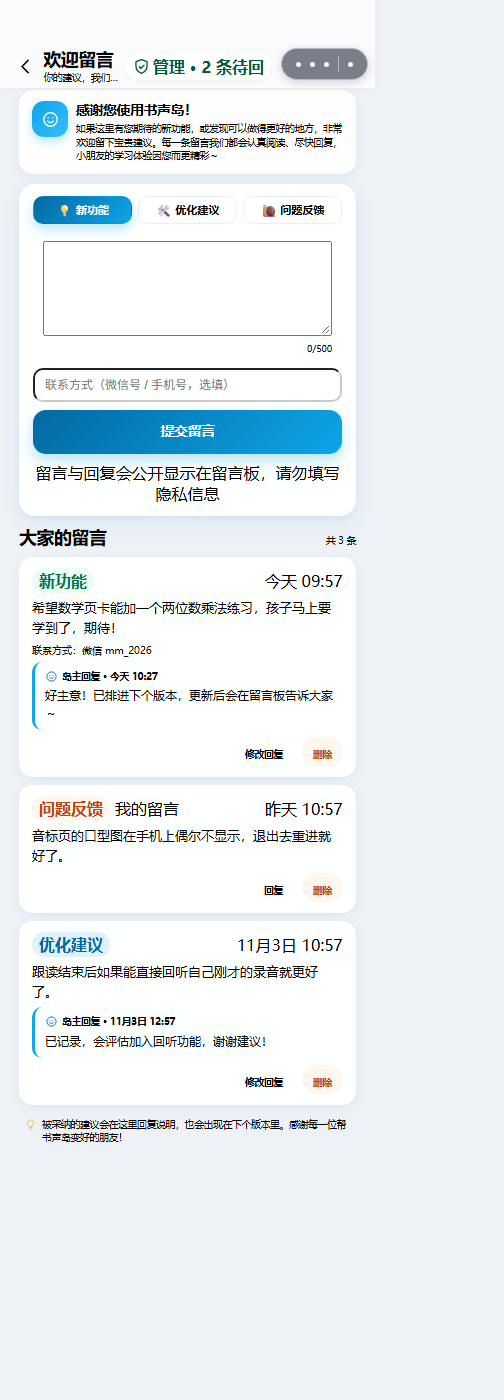 欢迎留言
你的建议，我们...
管理 • 2 条待回
感谢您使用书声岛！
如果这里有您期待的新功能，或发现可以做得更好的地方，非常
欢迎留下宝贵建议。每一条留言我们都会认真阅读、尽快回复，
小朋友的学习体验因您而更精彩～
新功能
优化建议
问题反馈
0/500
联系方式（微信号 / 手机号，选填）
提交留言
留言与回复会公开显示在留言板，请勿填写
隐私信息
大家的留言
共 3 条
新功能
今天 09:57
希望数学页卡能加一个两位数乘法练习，孩子马上要
学到了，期待！
联系方式：微信 mm_2026
岛主回复 • 今天 10:27
好主意！已排进下个版本，更新后会在留言板告诉大家
～
修改回复
删除
问题反馈
我的留言
昨天 10:57
音标页的口型图在手机上偶尔不显示，退出去重进就
好了。
回复
删除
优化建议
11月3日 10:57
跟读结束后如果能直接回听自己刚才的录音就更好
了。
岛主回复 • 11月3日 12:57
已记录，会评估加入回听功能，谢谢建议！
修改回复
删除
被采纳的建议会在这里回复说明，也会出现在下个版本里。感谢每一位帮
书声岛变好的朋友！